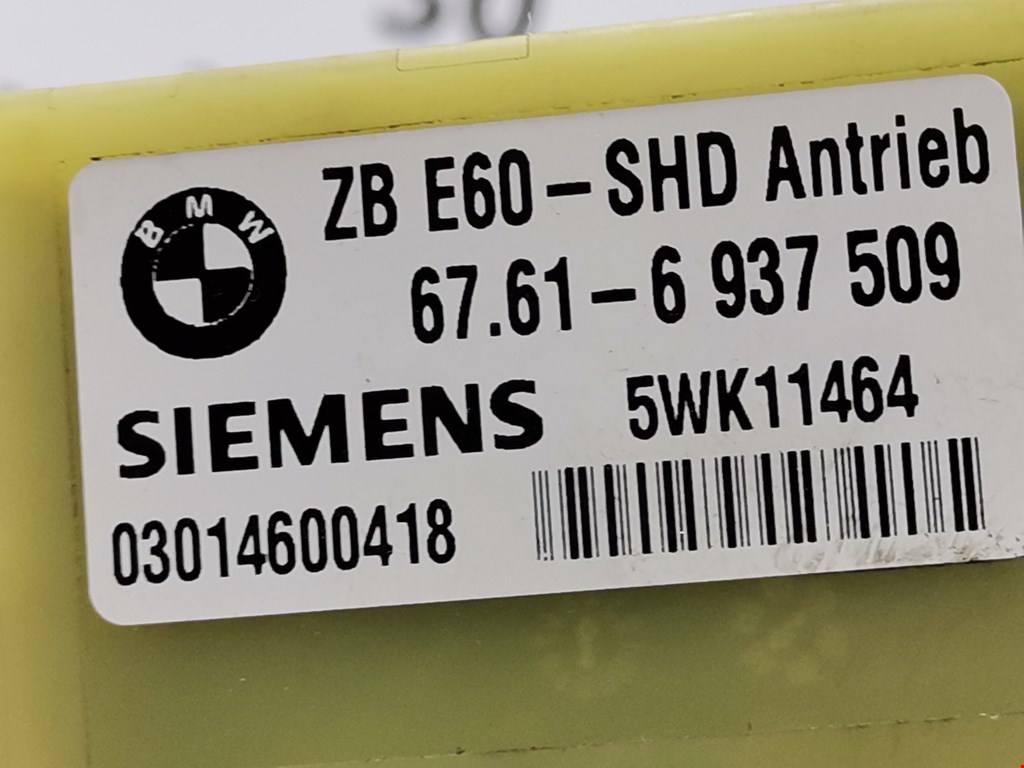 ZB E60-SHD Antrieb
BMW
67.61-6 937 509
SIEMENS 5WK11464
03014600418